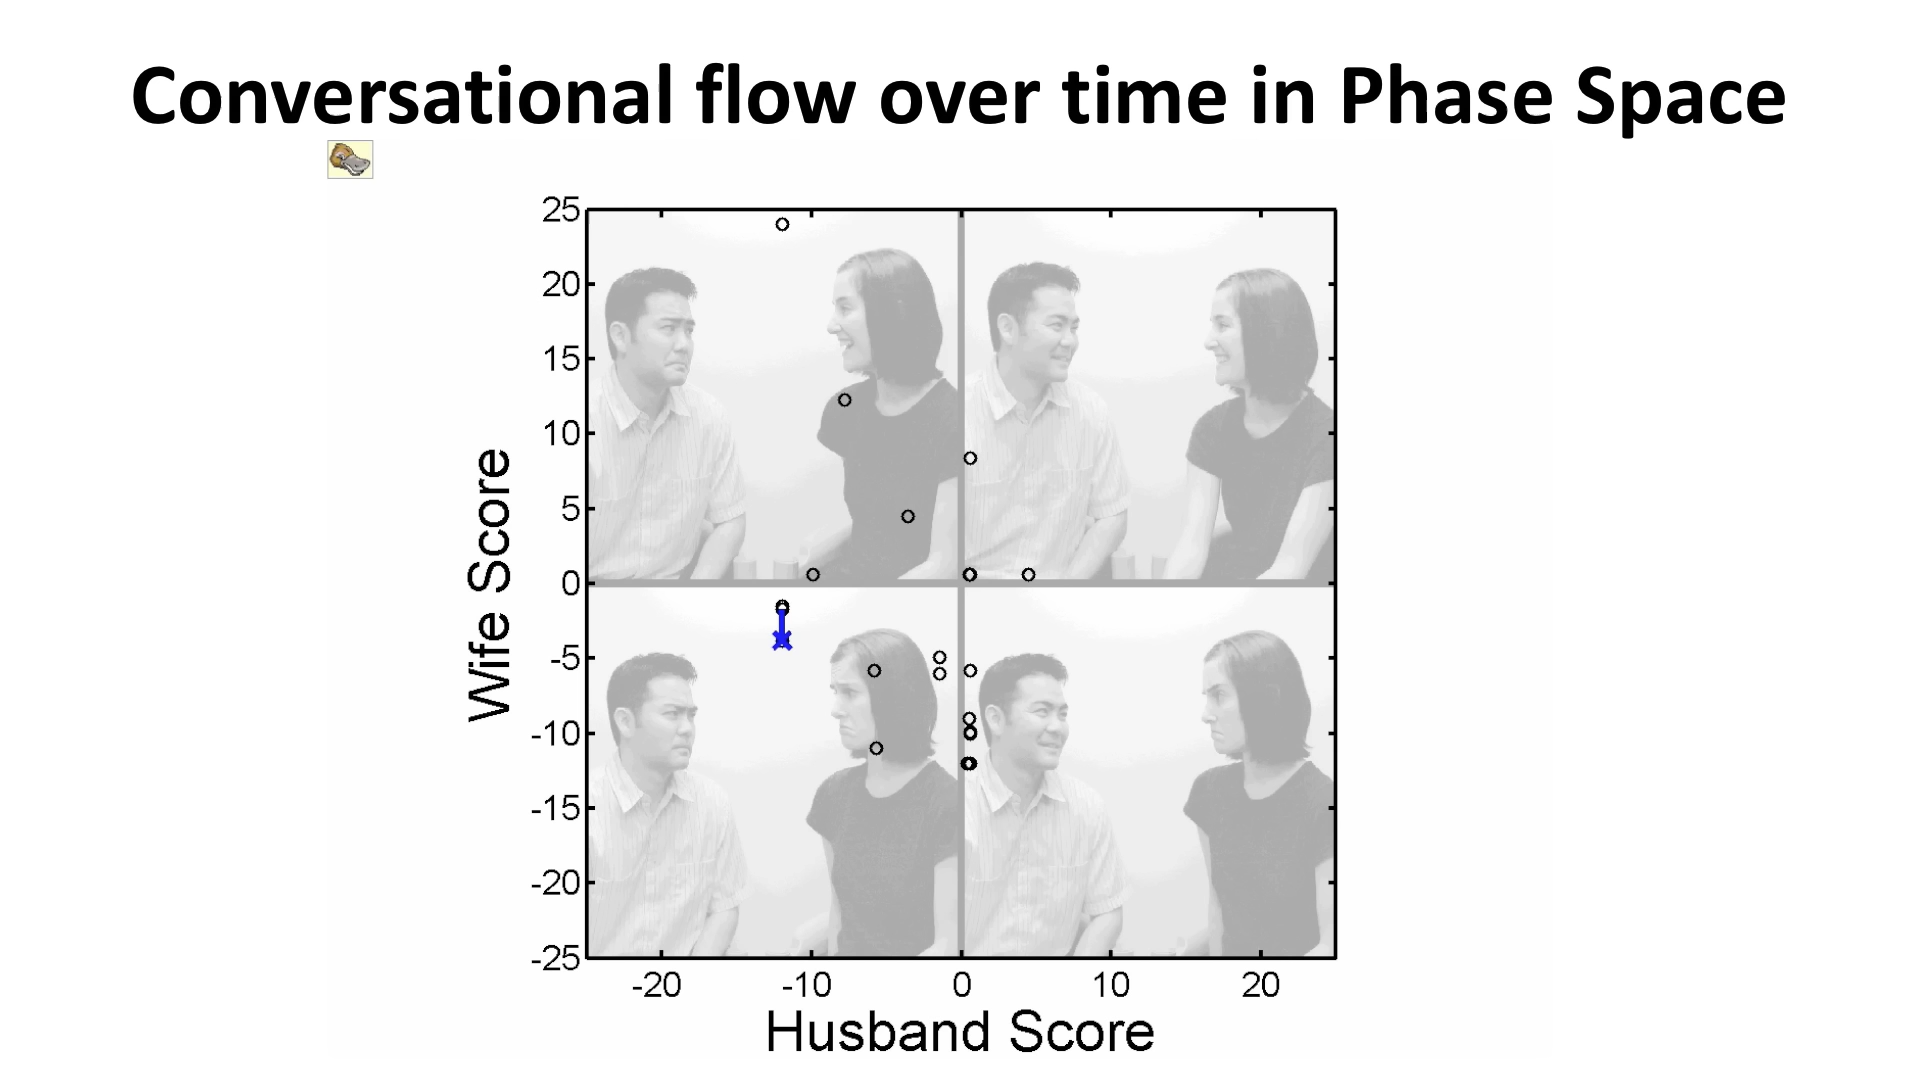 Conversational flow over time in Phase Space
25
20
15
10
5
0
-5
-10
-15
-20
-25
Wife Score
-20 -10 0 10 20
Husband Score